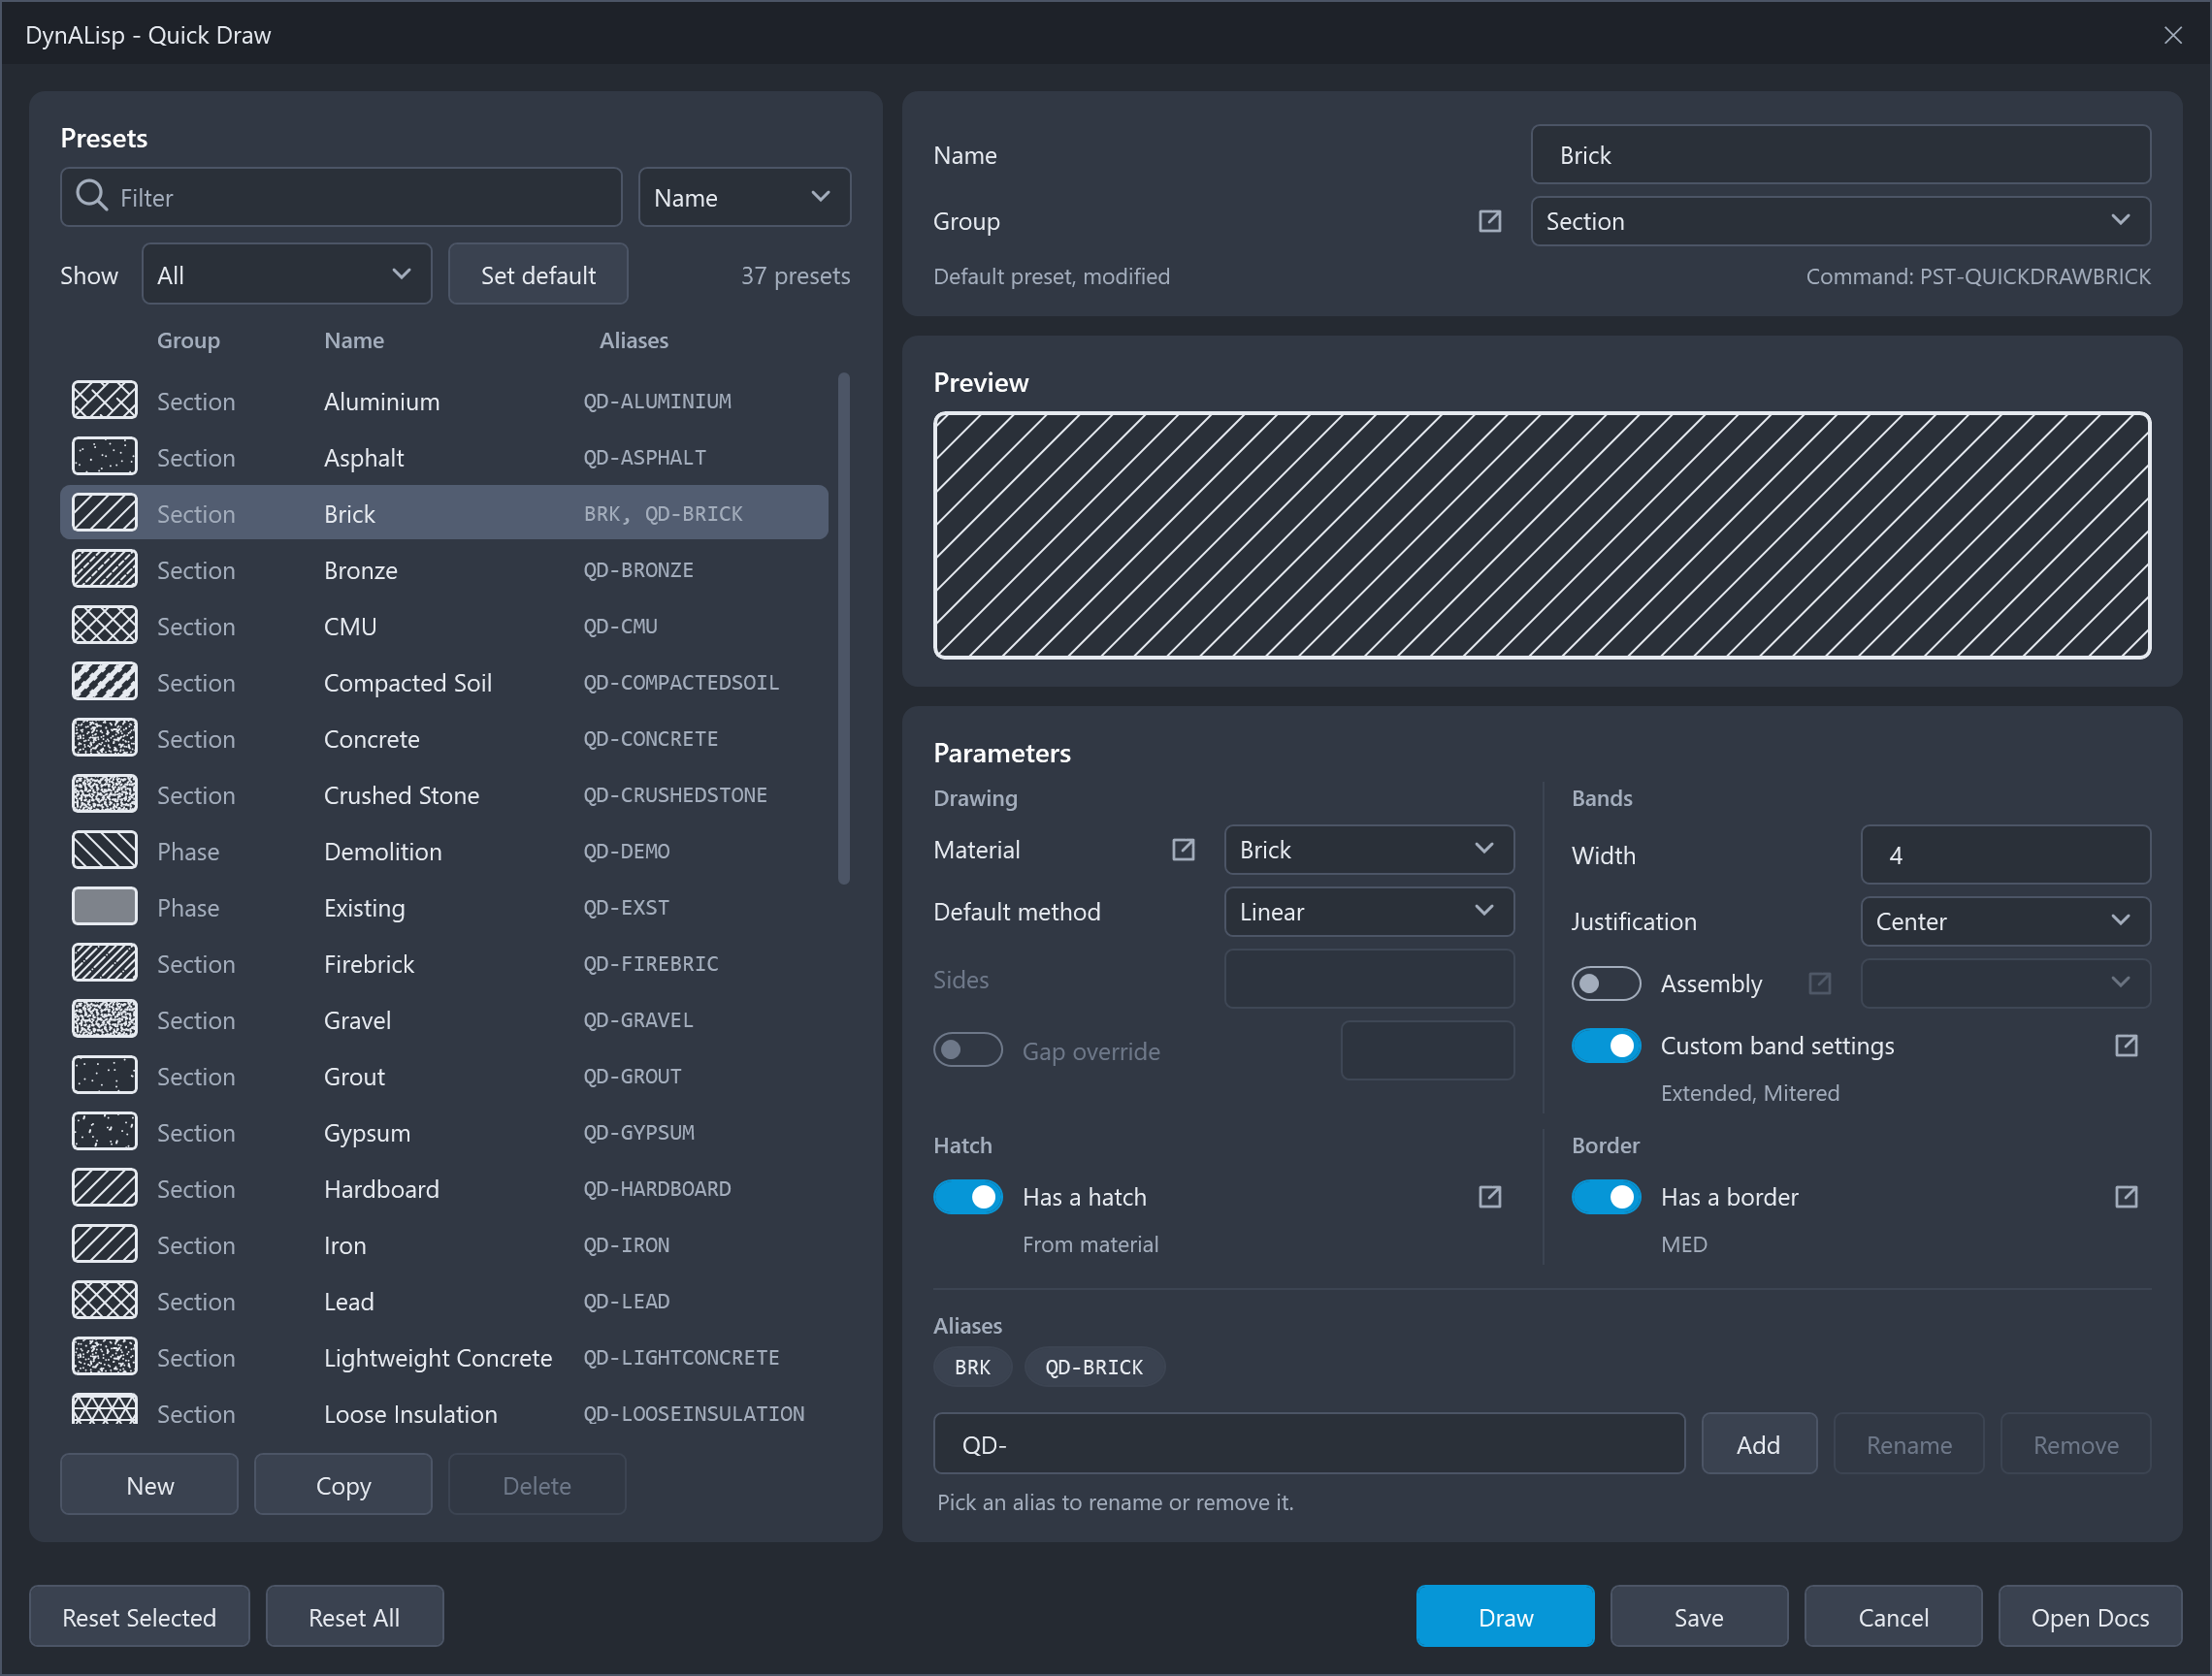 DynALisp - Quick Draw
Presets
Filter
Name
Show
All
Set default
37 presets
Group Name Aliases
Section Aluminium QD-ALUMINIUM
Section Asphalt QD-ASPHALT
Section Brick BRK, QD-BRICK
Section Bronze QD-BRONZE
Section CMU QD-CMU
Section Compacted Soil QD-COMPACTEDSOIL
Section Concrete QD-CONCRETE
Section Crushed Stone QD-CRUSHEDSTONE
Phase Demolition QD-DEMO
Phase Existing QD-EXST
Section Firebrick QD-FIREBRIC
Section Gravel QD-GRAVEL
Section Grout QD-GROUT
Section Gypsum QD-GYPSUM
Section Hardboard QD-HARDBOARD
Section Iron QD-IRON
Section Lead QD-LEAD
Section Lightweight Concrete QD-LIGHTCONCRETE
Section Loose Insulation QD-LOOSEINSULATION
New
Copy
Delete
Name
Brick
Group
Section
Default preset, modified
Command: PST-QUICKDRAWBRICK
Preview
Parameters
Drawing
Material
Brick
Default method
Linear
Sides
Gap override
Bands
Width
4
Justification
Center
Assembly
Custom band settings
Extended, Mitered
Hatch
Has a hatch
From material
Border
Has a border
MED
Aliases
BRK
QD-BRICK
QD-
Add
Rename
Remove
Pick an alias to rename or remove it.
Reset Selected
Reset All
Draw
Save
Cancel
Open Docs